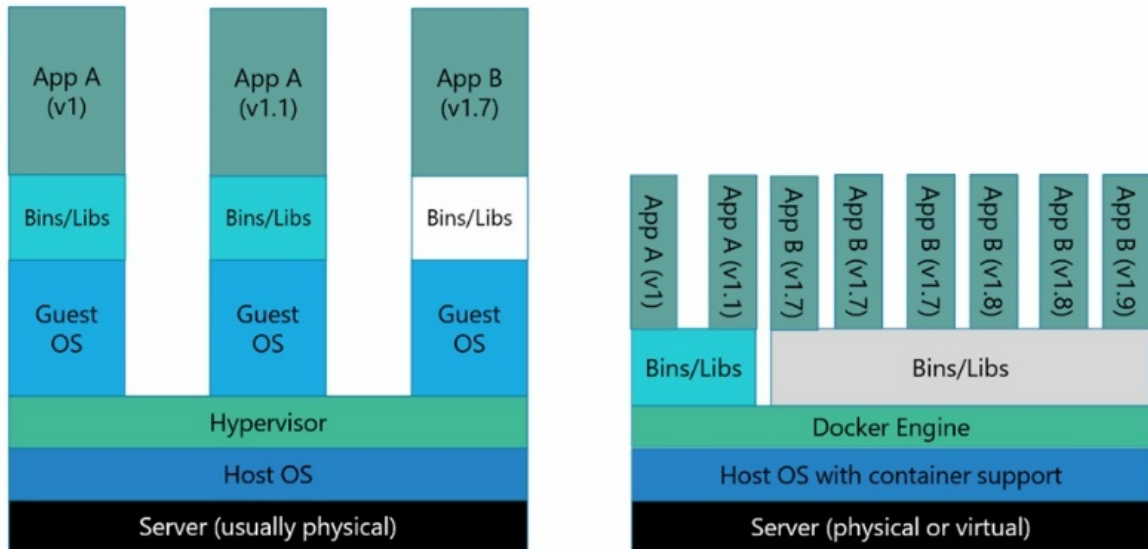 App A
(v1)
App A
(v1.1)
App B
(v1.7)
Bins/Libs
Bins/Libs
Bins/Libs
Guest
OS
Guest
OS
Guest
OS
Hypervisor
Host OS
Server (usually physical)
App A (v1)
App A (v1.1)
App B (v1.7)
App B (v1.7)
App B (v1.7)
App B (v1.8)
App B (v1.8)
App B (v1.9)
Bins/Libs
Bins/Libs
Docker Engine
Host OS with container support
Server (physical or virtual)